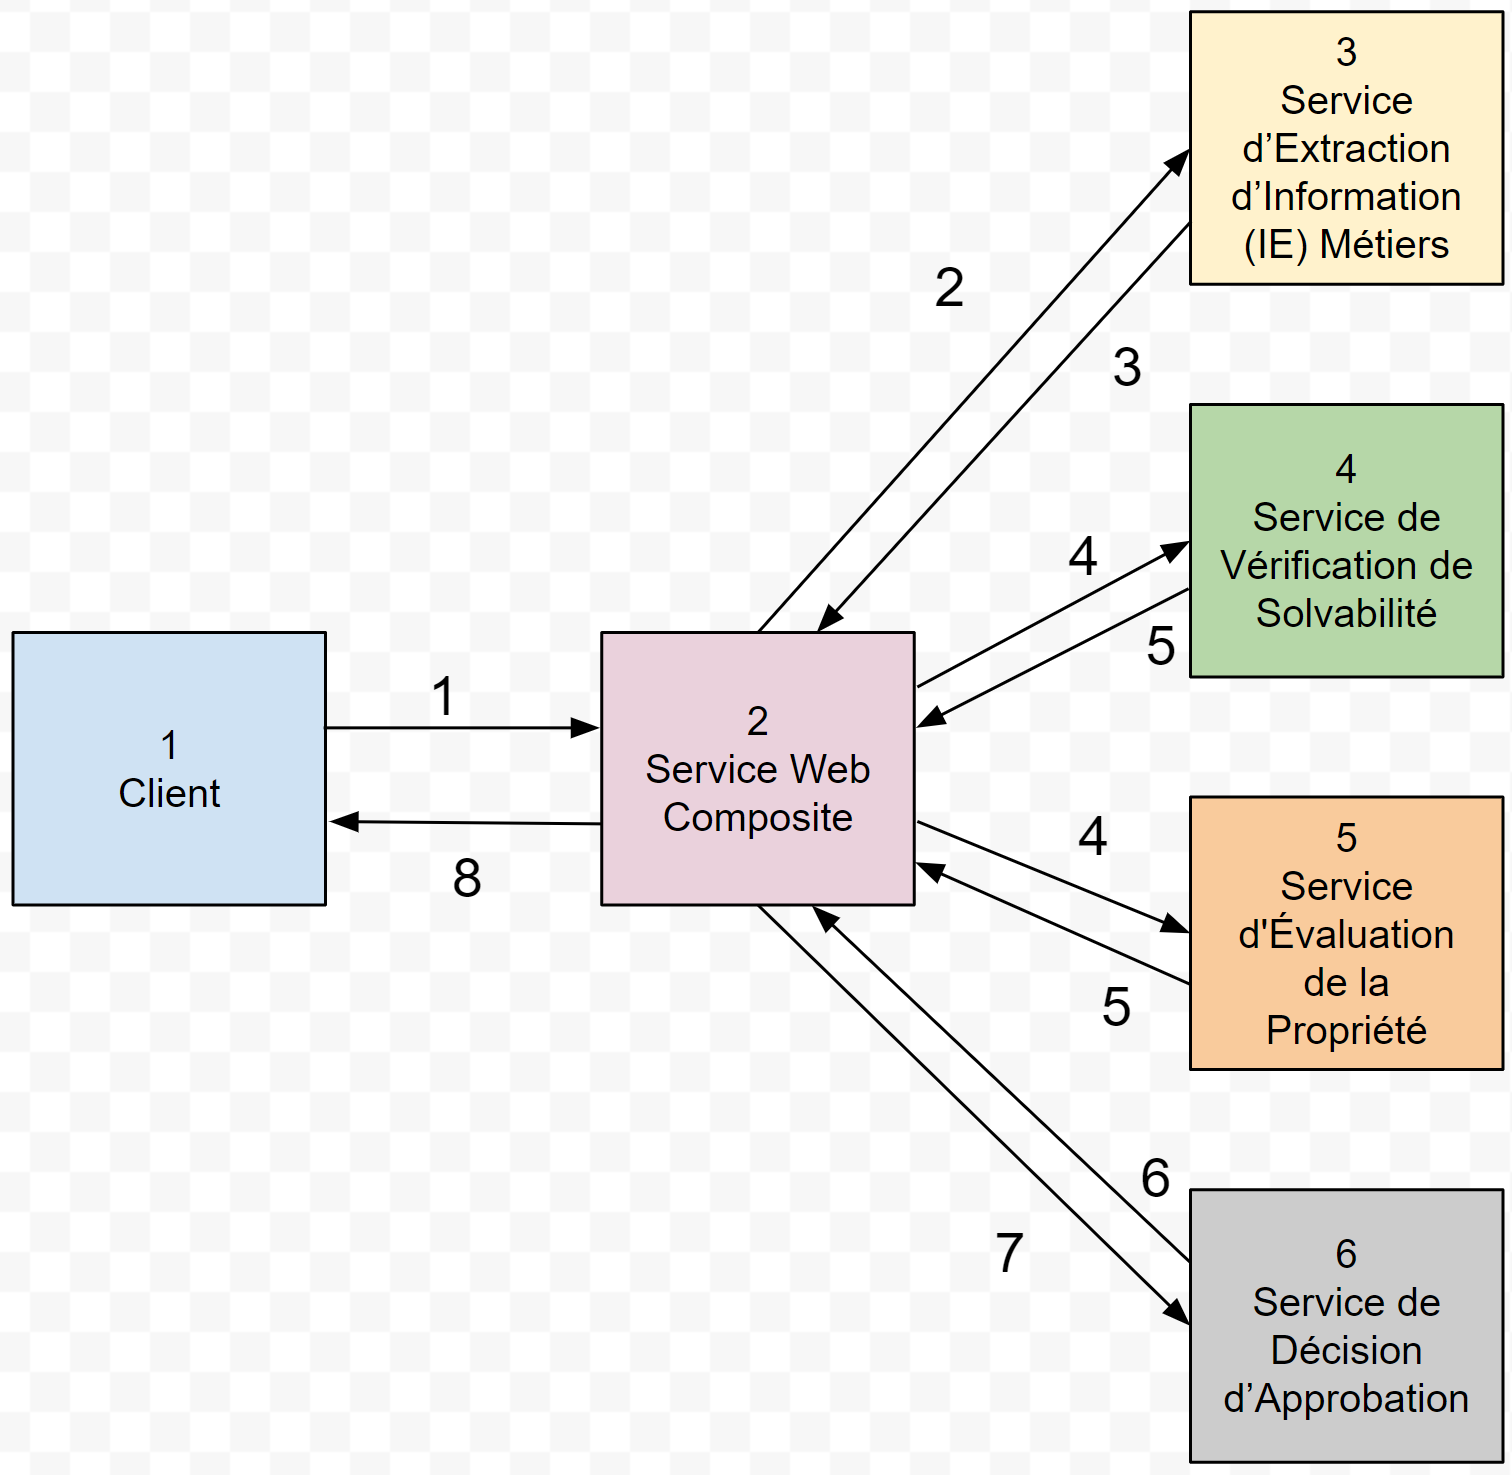 3
Service
d’Extraction
d’Information
(IE) Métiers
2
3
4
Service de
Vérification de
Solvabilité
4
5
1
Client
1
8
2
Service Web
Composite
4
5
5
Service
d'Évaluation
de la
Propriété
6
7
6
Service de
Décision
d’Approbation